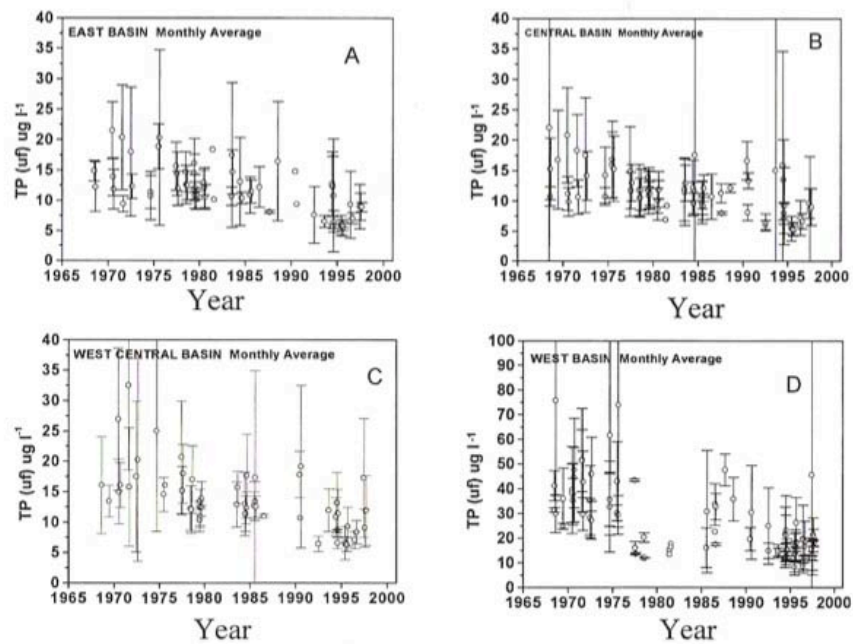 EAST BASIN Monthly Average
A
TP (uf) ug l-1
40
35
30
25
20
15
10
5
0
1965 1970 1975 1980 1985 1990 1995 2000
Year
CENTRAL BASIN Monthly Average
B
TP (uf) ug l-1
40
35
30
25
20
15
10
5
0
1965 1970 1975 1980 1985 1990 1995 2000
Year
WEST CENTRAL BASIN Monthly Average
C
TP (uf) ug l-1
40
35
30
25
20
15
10
5
0
1965 1970 1975 1980 1985 1990 1995 2000
Year
WEST BASIN Monthly Average
D
TP (uf) ug l-1
100
90
80
70
60
50
40
30
20
10
0
1965 1970 1975 1980 1985 1990 1995 2000
Year